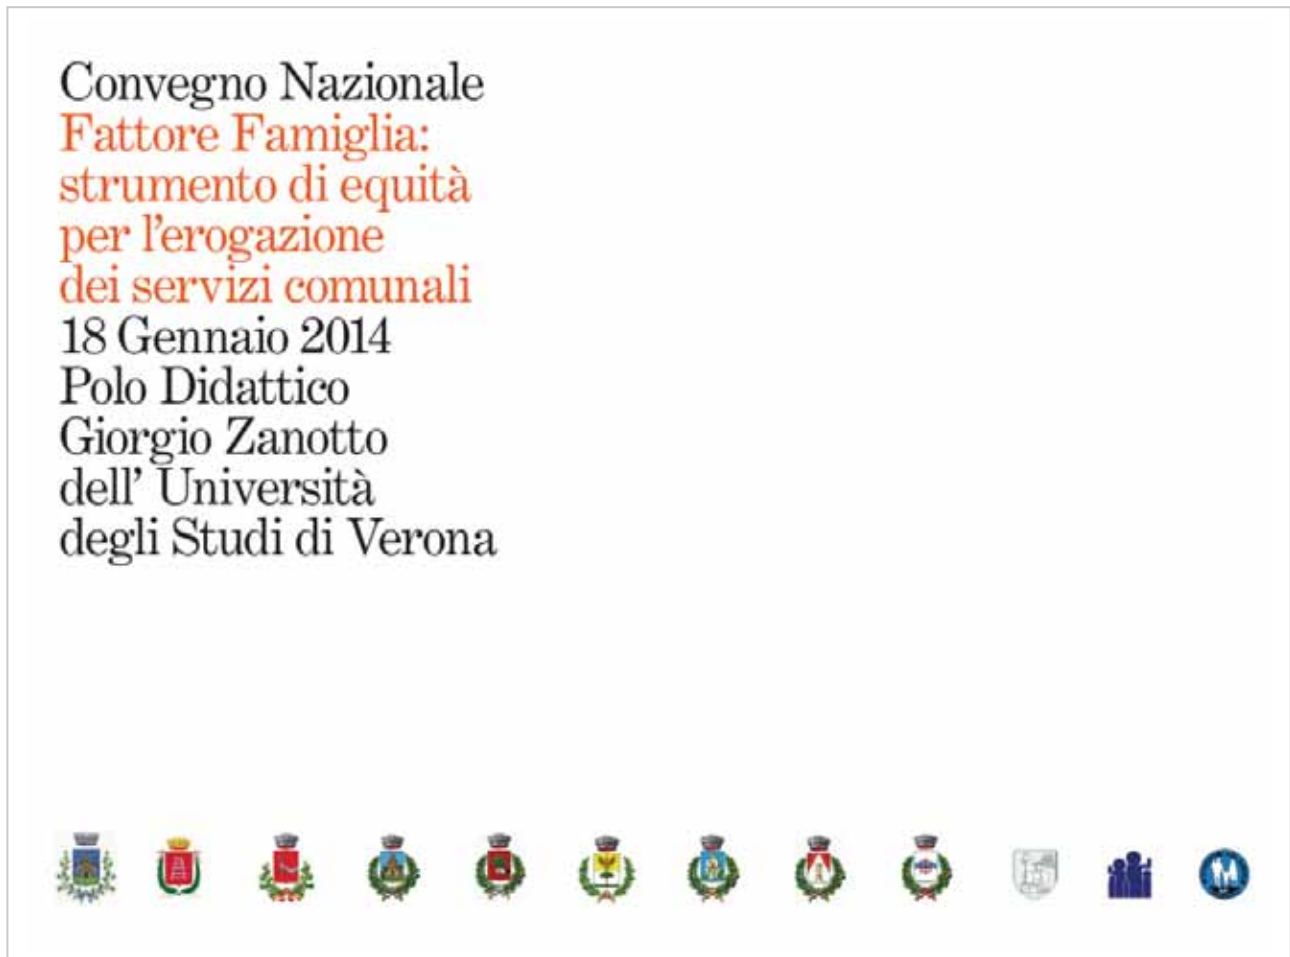 Convegno Nazionale
Fattore Famiglia:
strumento di equità
per l'erogazione
dei servizi comunali
18 Gennaio 2014
Polo Didattico
Giorgio Zanotto
dell' Università
degli Studi di Verona